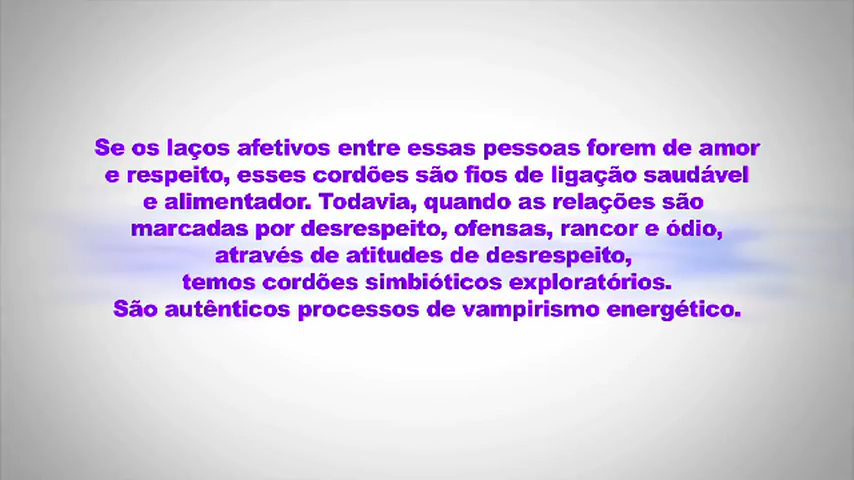 Se os laços afetivos entre essas pessoas forem de amor
e respeito, esses cordões são fios de ligação saudável
e alimentador. Todavia, quando as relações são
marcadas por desrespeito, ofensas, rancor e ódio,
através de atitudes de desrespeito,
temos cordões simbióticos exploratórios.
São autênticos processos de vampirismo energético.